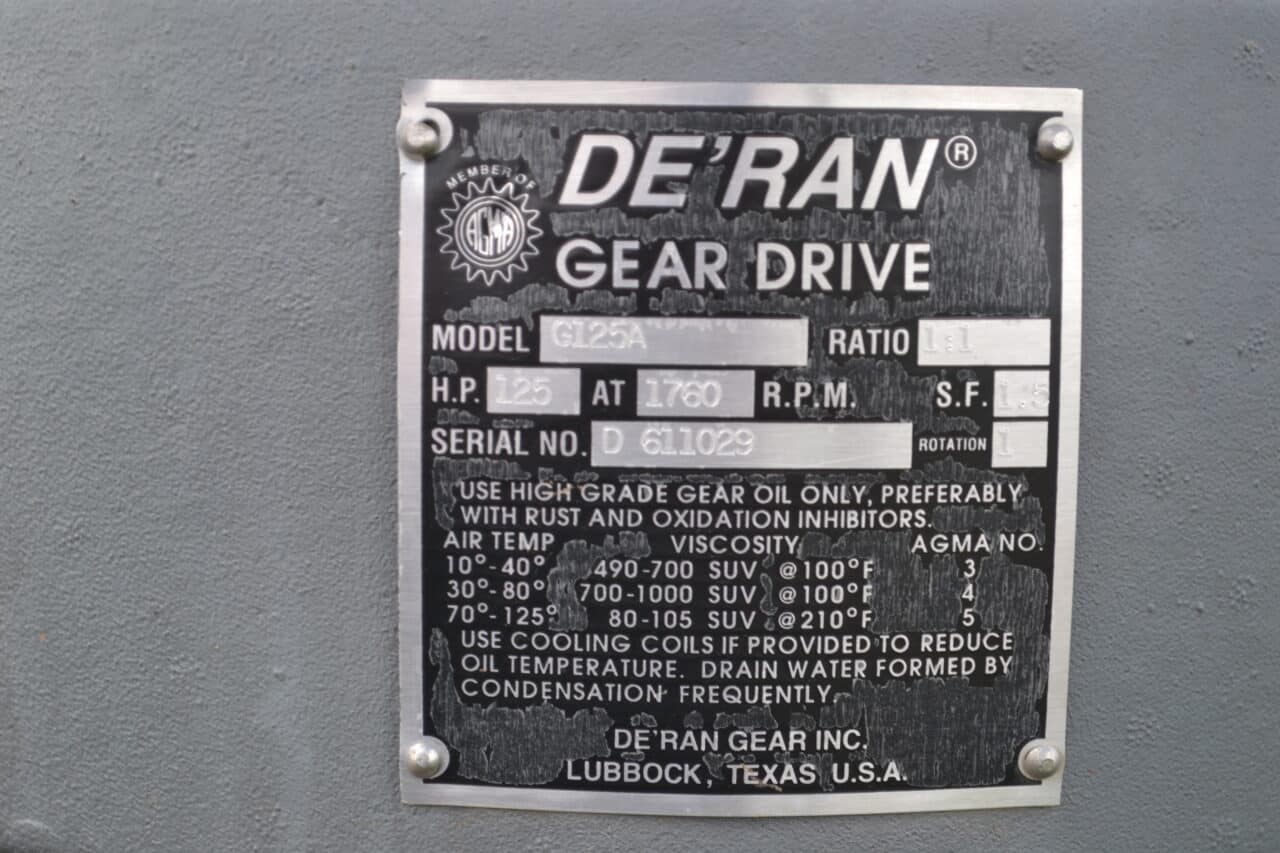 MEMBER OF
AGMA
DE'RAN®
GEAR DRIVE
MODEL G125A RATIO 1:1
H.P. 125 AT 1760 R.P.M. S.F. 1.5
SERIAL NO. D 611029 ROTATION 1
USE HIGH GRADE GEAR OIL ONLY, PREFERABLY
WITH RUST AND OXIDATION INHIBITORS.
AIR TEMP VISCOSITY AGMA NO.
10°-40° 490-700 SUV @100°F 3
30°-80° 700-1000 SUV @100°F 4
70°-125° 80-105 SUV @210°F 5
USE COOLING COILS IF PROVIDED TO REDUCE
OIL TEMPERATURE. DRAIN WATER FORMED BY
CONDENSATION FREQUENTLY.
DE'RAN GEAR INC.
LUBBOCK, TEXAS U.S.A.